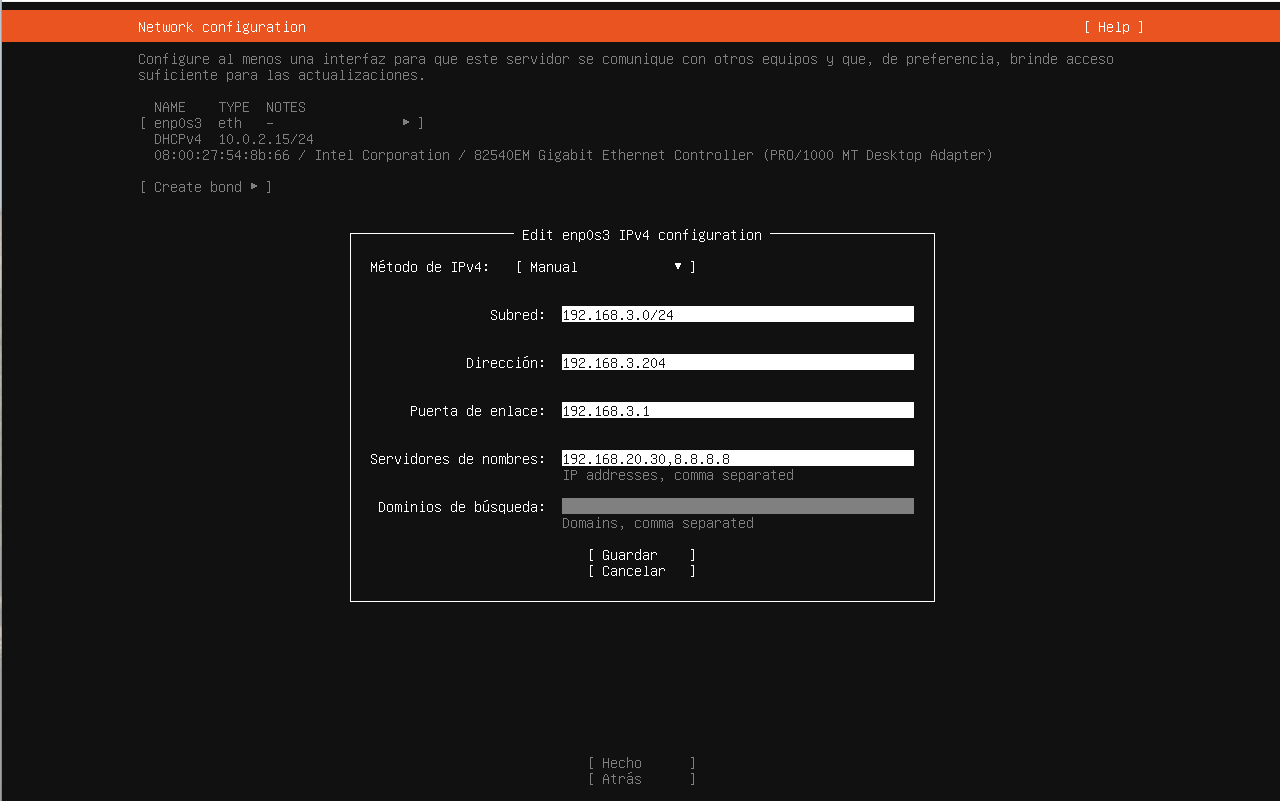 Network configuration [ Help ]
Configure al menos una interfaz para que este servidor se comunique con otros equipos y que, de preferencia, brinde acceso
suficiente para las actualizaciones.
NAME TYPE NOTES
[ enp0s3 eth - ▸ ]
DHCPv4 10.0.2.15/24
08:00:27:54:8b:66 / Intel Corporation / 82540EM Gigabit Ethernet Controller (PRO/1000 MT Desktop Adapter)
[ Create bond ▸ ]
Edit enp0s3 IPv4 configuration
Método de IPv4: [ Manual ▾ ]
Subred: 192.168.3.0/24
Dirección: 192.168.3.204
Puerta de enlace: 192.168.3.1
Servidores de nombres: 192.168.20.30,8.8.8.8
IP addresses, comma separated
Dominios de búsqueda:
Domains, comma separated
[ Guardar ]
[ Cancelar ]
[ Hecho ]
[ Atrás ]